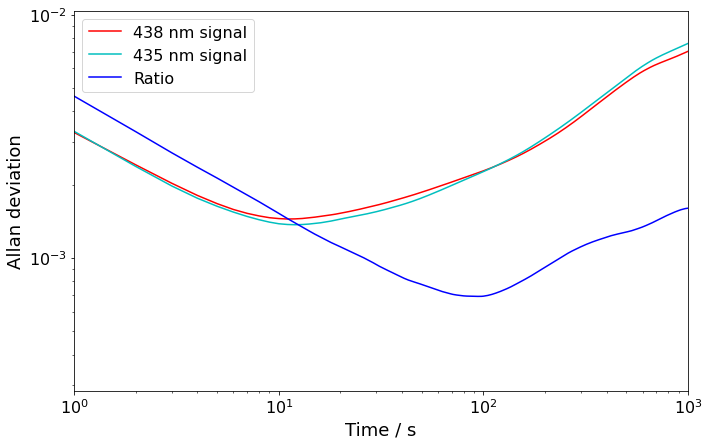 438 nm signal
435 nm signal
Ratio
Allan deviation
10⁻²
10⁻³
10⁰
10¹
10²
10³
Time / s